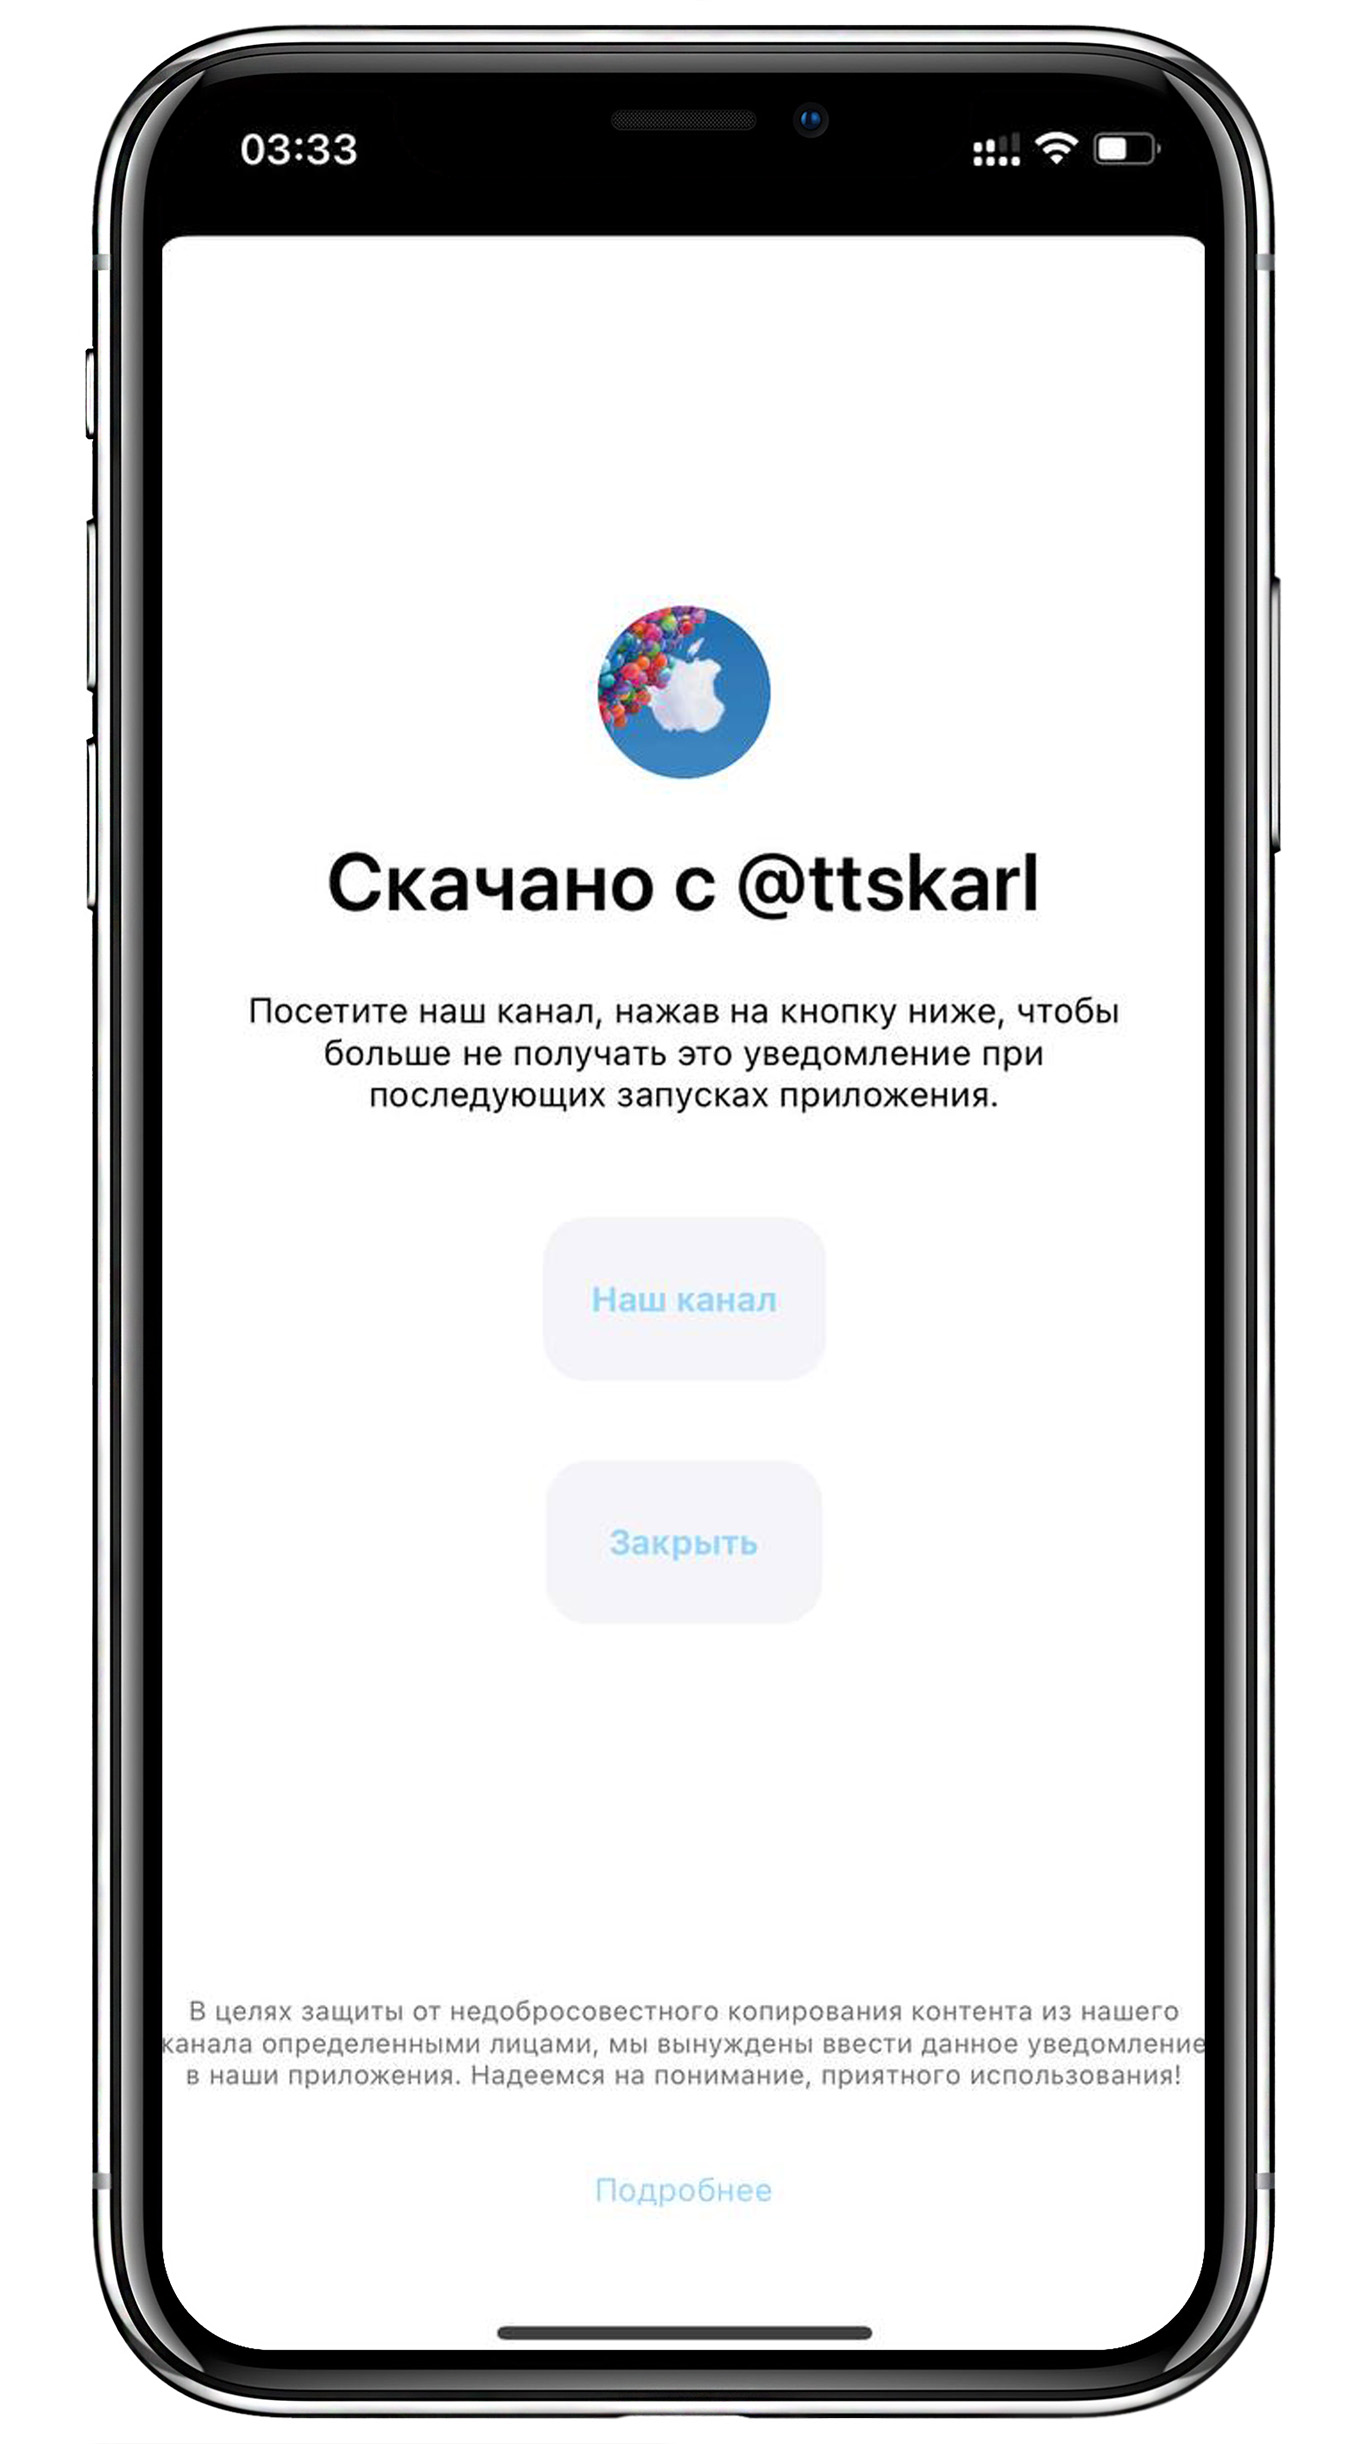 03:33
Скачано с @ttskarl
Посетите наш канал, нажав на кнопку ниже, чтобы
больше не получать это уведомление при
последующих запусках приложения.
Наш канал
Закрыть
В целях защиты от недобросовестного копирования контента из нашего
канала определенными лицами, мы вынуждены ввести данное уведомление
в наши приложения. Надеемся на понимание, приятного использования!
Подробнее